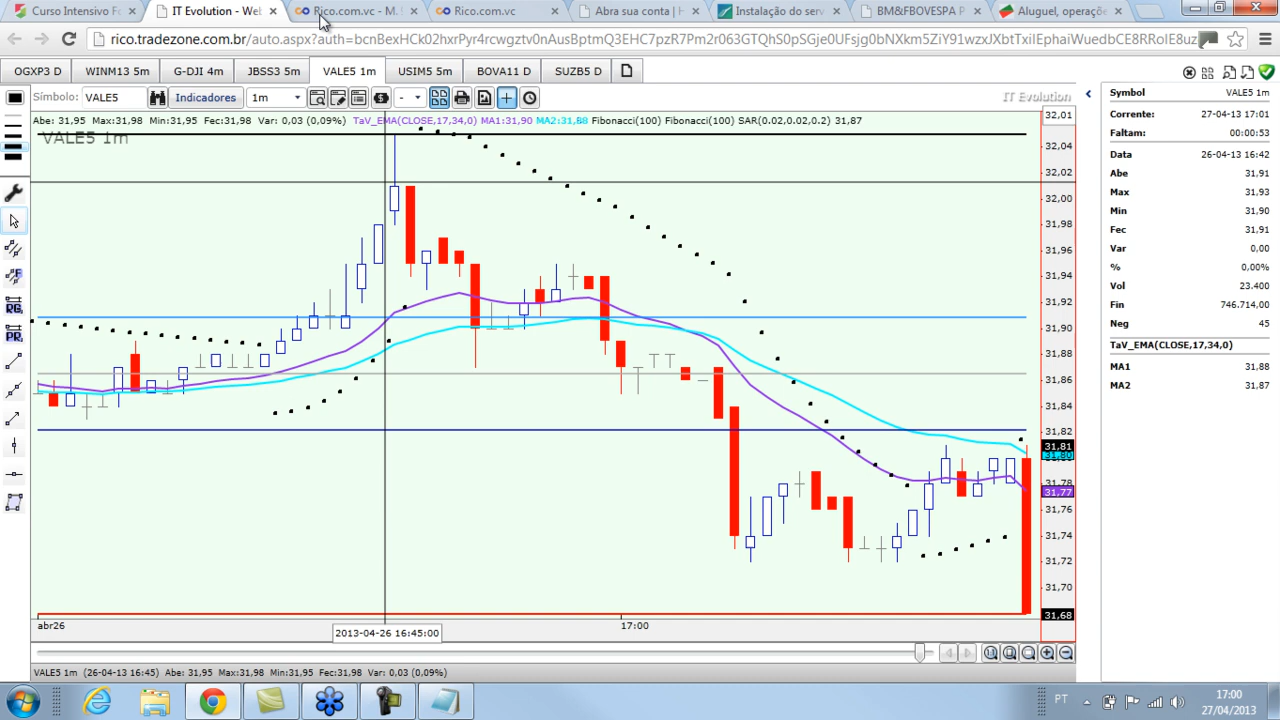 Curso Intensivo F
IT Evolution - Wel
Rico.com.vc - M.
Rico.com.vc
Abra sua conta | H
Instalação do serv
BM&FBOVESPA P
Aluguel, operaçõe
OGXP3 D
WINM13 5m
G-DJI 4m
JBSS3 5m
VALE5 1m
USIM5 5m
BOVA11 D
SUZB5 D
Símbolo:
VALE5
Indicadores
1m
-
IT Evolution
Abe: 31,95 Max:31,98 Min:31,95 Fec:31,98 Var: 0,03 (0,09%) TaV_EMA(CLOSE,17,34,0) MA1:31,90 MA2:31,88 Fibonacci(100) Fibonacci(100) SAR(0.02,0.02,0.2) 31,87
VALE5 1m
32,01
32,04
32,02
32,00
31,98
31,96
31,94
31,92
31,90
31,88
31,86
31,84
31,82
31,81
31,80
31,78
31,77
31,76
31,74
31,72
31,70
31,68
RG
PR
F
abr26
17:00
2013-04-26 16:45:00
VALE5 1m (26-04-13 16:45) Abe: 31,95 Max:31,98 Min:31,95 Fec:31,98 Var: 0,03 (0,09%)
Symbol VALE5 1m
Corrente: 27-04-13 17:01
Faltam: 00:00:53
Data 26-04-13 16:42
Abe 31,91
Max 31,93
Min 31,90
Fec 31,91
Var 0,00
% 0,00%
Vol 23.400
Fin 746.714,00
Neg 45
TaV_EMA(CLOSE,17,34,0)
MA1 31,88
MA2 31,87
PT
17:00
27/04/2013